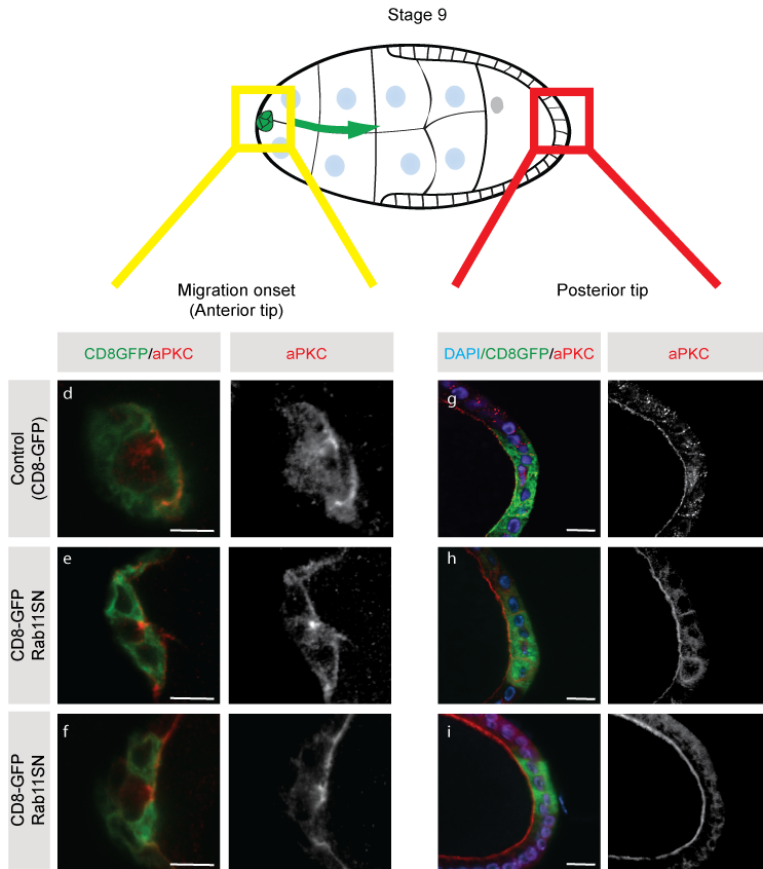 Stage 9
Migration onset
(Anterior tip)
Posterior tip
CD8GFP/aPKC
aPKC
DAPI/CD8GFP/aPKC
aPKC
Control
(CD8-GFP)
d
g
CD8-GFP
Rab11SN
e
h
CD8-GFP
Rab11SN
f
i